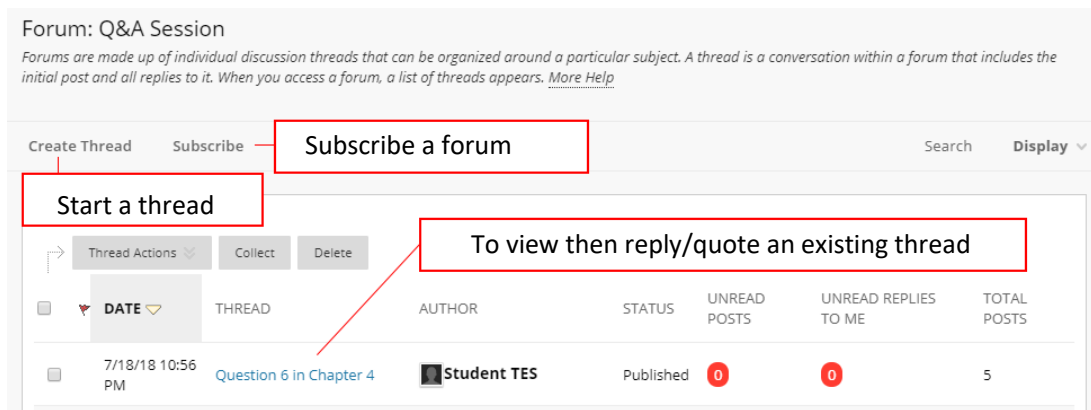 Forum: Q&A Session
Forums are made up of individual discussion threads that can be organized around a particular subject. A thread is a conversation within a forum that includes the
initial post and all replies to it. When you access a forum, a list of threads appears. More Help
Create Thread Subscribe Subscribe a forum Search Display
Start a thread
To view then reply/quote an existing thread
Thread Actions Collect Delete
DATE THREAD AUTHOR STATUS UNREAD POSTS UNREAD REPLIES TO ME TOTAL POSTS
7/18/18 10:56 PM Question 6 in Chapter 4 Student TES Published 0 0 5